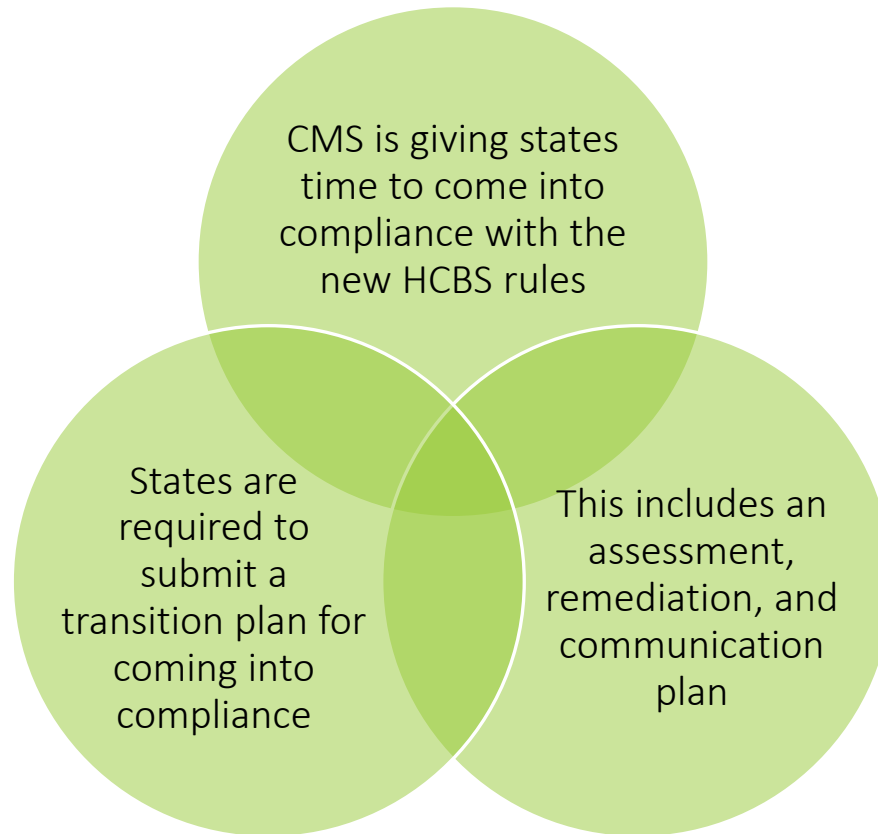 CMS is giving states
time to come into
compliance with the
new HCBS rules
States are
required to
submit a
transition plan for
coming into
compliance
This includes an
assessment,
remediation, and
communication
plan